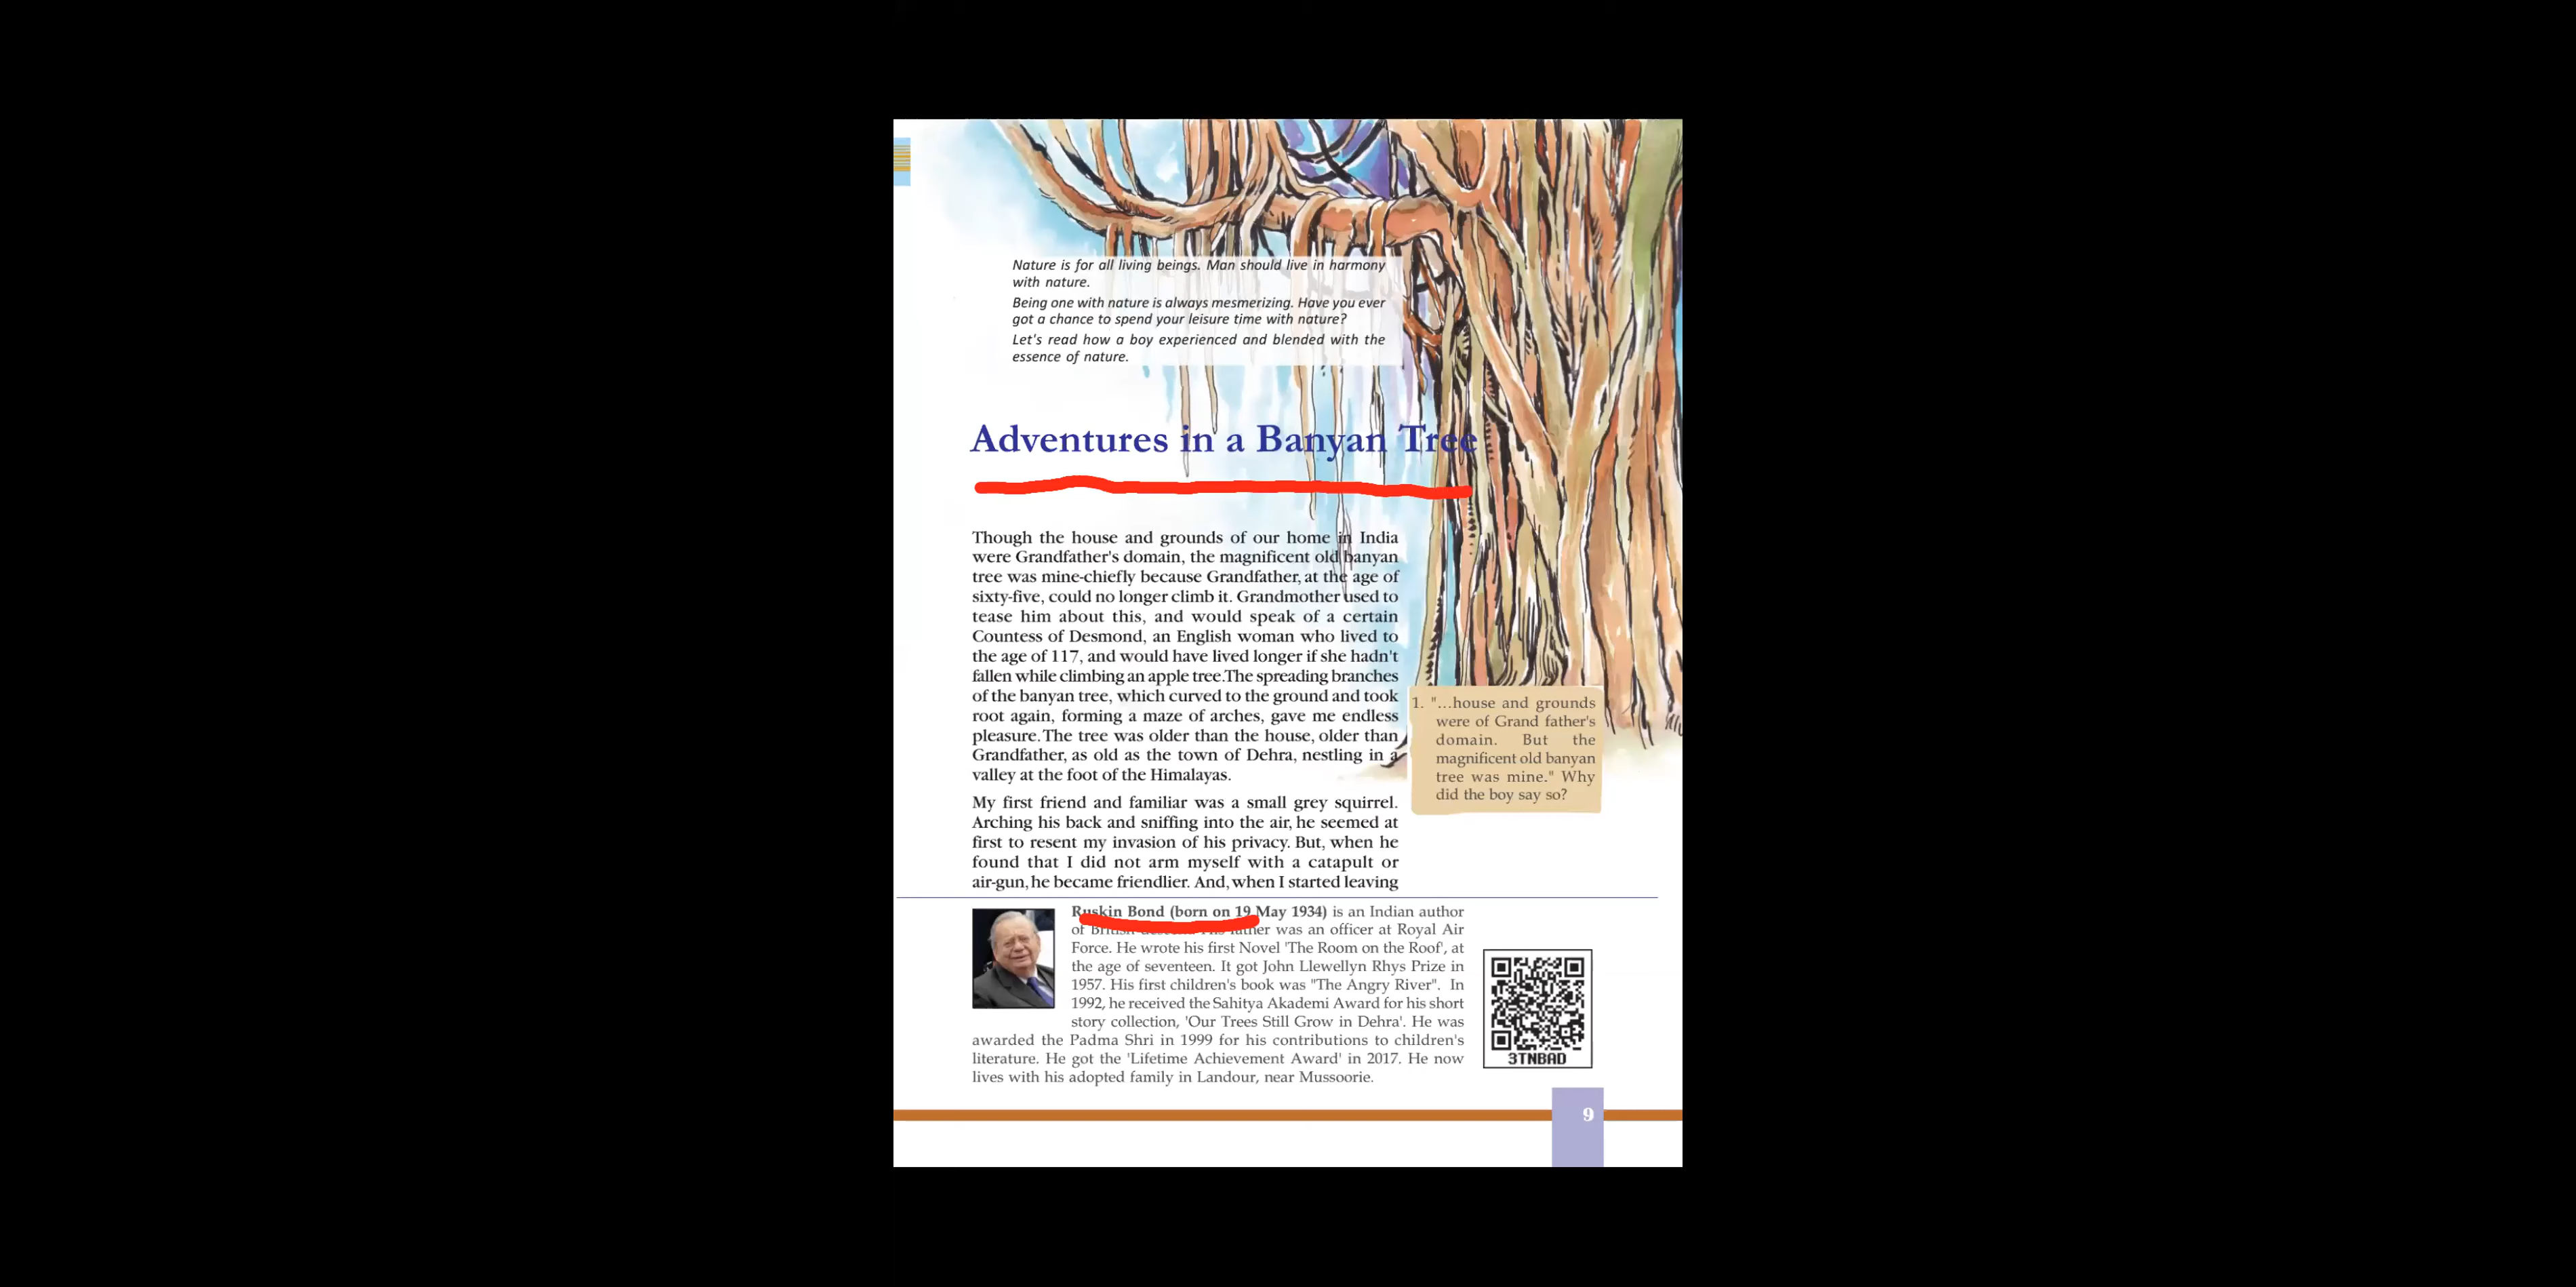 Nature is for all living beings. Man should live in harmony
with nature.
Being one with nature is always mesmerizing. Have you ever
got a chance to spend your leisure time with nature?
Let's read how a boy experienced and blended with the
essence of nature.
Adventures in a Banyan Tree
Though the house and grounds of our home in India
were Grandfather's domain, the magnificent old banyan
tree was mine-chiefly because Grandfather, at the age of
sixty-five, could no longer climb it. Grandmother used to
tease him about this, and would speak of a certain
Countess of Desmond, an English woman who lived to
the age of 117, and would have lived longer if she hadn't
fallen while climbing an apple tree.The spreading branches
of the banyan tree, which curved to the ground and took
root again, forming a maze of arches, gave me endless
pleasure. The tree was older than the house, older than
Grandfather, as old as the town of Dehra, nestling in a
valley at the foot of the Himalayas.
1. "...house and grounds
were of Grand father's
domain. But the
magnificent old banyan
tree was mine." Why
did the boy say so?
My first friend and familiar was a small grey squirrel.
Arching his back and sniffing into the air, he seemed at
first to resent my invasion of his privacy. But, when he
found that I did not arm myself with a catapult or
air-gun, he became friendlier. And, when I started leaving
Ruskin Bond (born on 19 May 1934) is an Indian author
of British father was an officer at Royal Air
Force. He wrote his first Novel 'The Room on the Roof', at
the age of seventeen. It got John Llewellyn Rhys Prize in
1957. His first children's book was "The Angry River". In
1992, he received the Sahitya Akademi Award for his short
story collection, 'Our Trees Still Grow in Dehra'. He was
awarded the Padma Shri in 1999 for his contributions to children's
literature. He got the 'Lifetime Achievement Award' in 2017. He now
lives with his adopted family in Landour, near Mussoorie.
3TNBAD
9